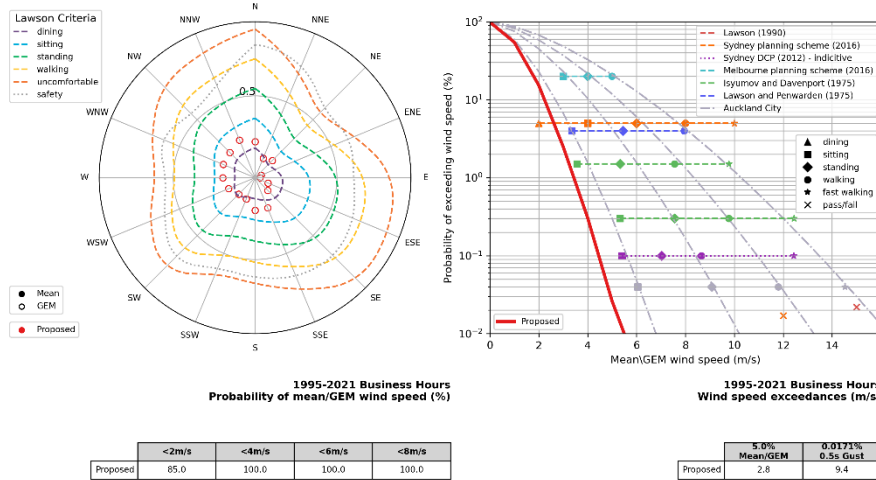 Lawson Criteria
dining
sitting
standing
walking
uncomfortable
safety
N
NNE
NE
ENE
E
ESE
SE
SSE
S
SSW
SW
WSW
W
WNW
NW
NNW
0.5
Mean
GEM
Proposed
1995-2021 Business Hours
Probability of mean/GEM wind speed (%)
<2m/s <4m/s <6m/s <8m/s
Proposed 85.0 100.0 100.0 100.0
Probability of exceeding wind speed (%)
10²
10¹
10⁰
10⁻¹
10⁻²
0 2 4 6 8 10 12 14
Mean\GEM wind speed (m/s)
Lawson (1990)
Sydney planning scheme (2016)
Sydney DCP (2012) - Indicitive
Melbourne planning scheme (2016)
Isyumov and Davenport (1975)
Lawson and Penwarden (1975)
Auckland City
dining
sitting
standing
walking
fast walking
pass/fail
Proposed
1995-2021 Business Hours
Wind speed exceedances (m/s
5.0% 0.0171%
Mean/GEM 0.5s Gust
Proposed 2.8 9.4